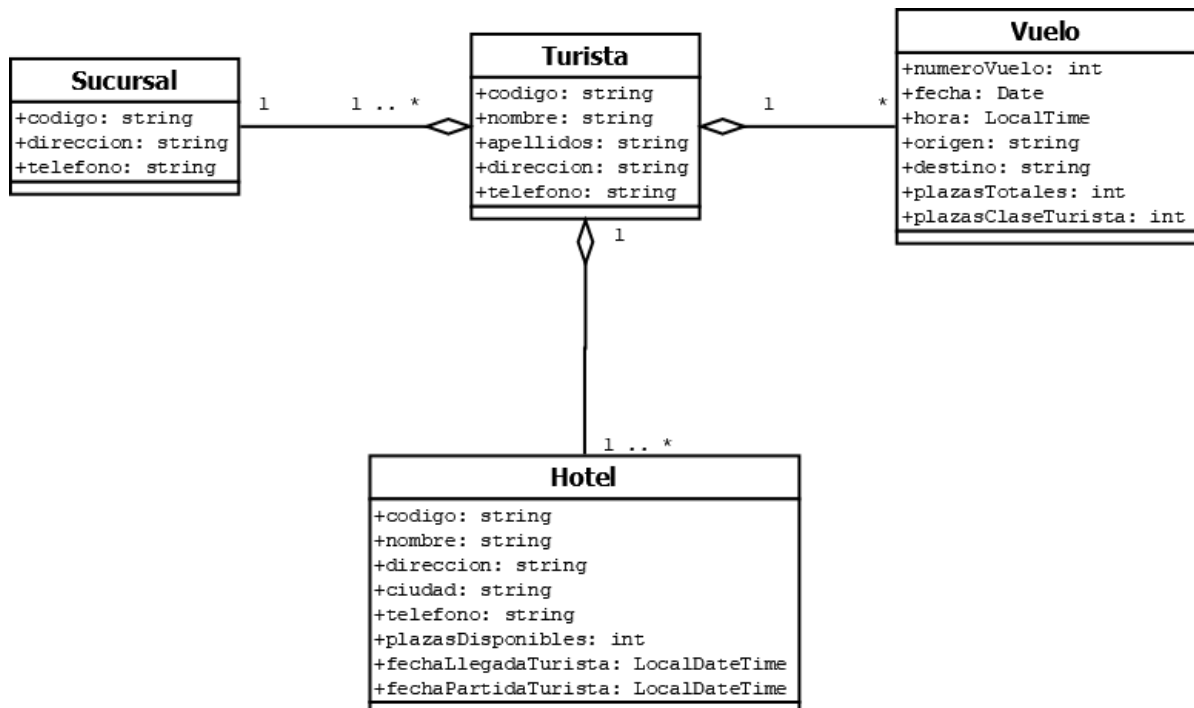 Sucursal
+codigo: string
+direccion: string
+telefono: string
1
1 .. *
Turista
+codigo: string
+nombre: string
+apellidos: string
+direccion: string
+telefono: string
1
*
Vuelo
+numeroVuelo: int
+fecha: Date
+hora: LocalTime
+origen: string
+destino: string
+plazasTotales: int
+plazasClaseTurista: int
1
1 .. *
Hotel
+codigo: string
+nombre: string
+direccion: string
+ciudad: string
+telefono: string
+plazasDisponibles: int
+fechaLlegadaTurista: LocalDateTime
+fechaPartidaTurista: LocalDateTime